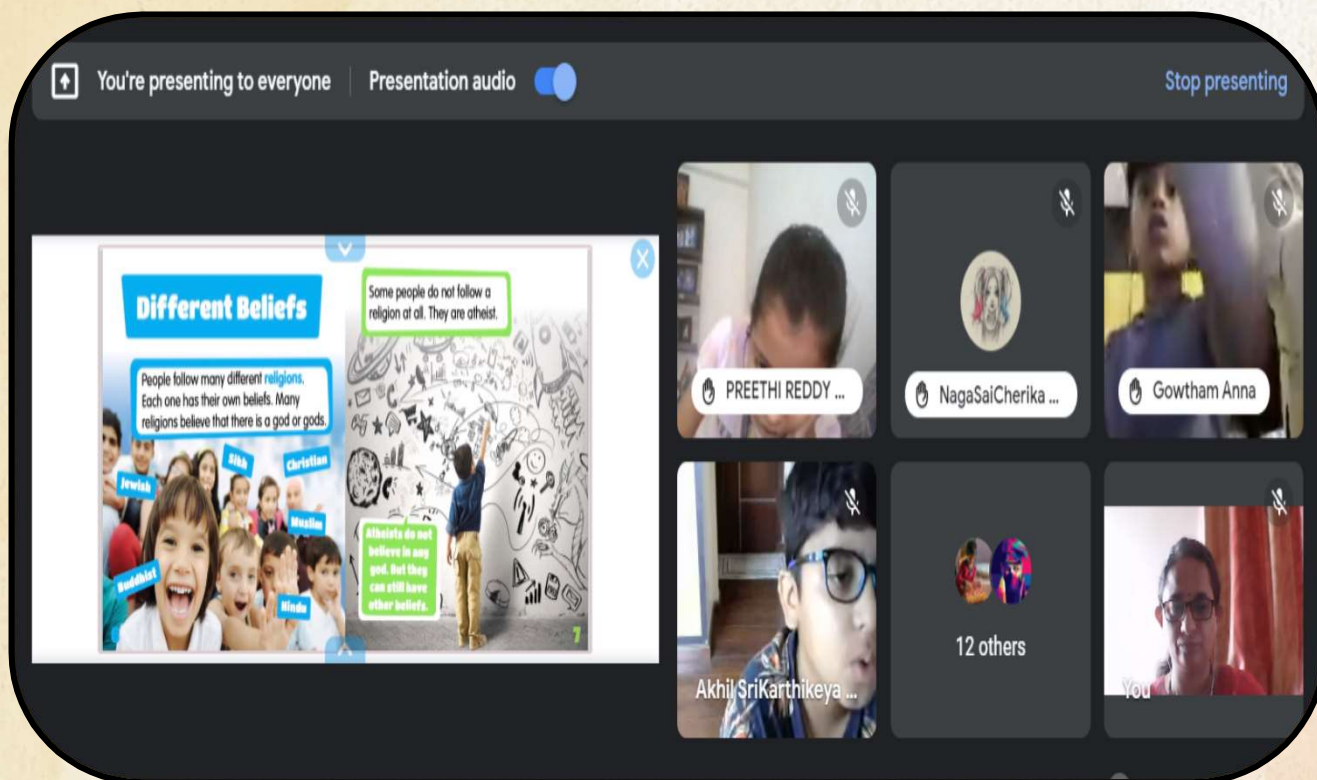 You're presenting to everyone
Presentation audio
Stop presenting
Different Beliefs
People follow many different religions.
Each one has their own beliefs. Many
religions believe that there is a god or gods.
Sikh
Christian
Jewish
Muslim
Buddhist
Hindu
Some people do not follow a
religion at all. They are atheist.
Atheists do not
believe in any
god. But they
can still have
other beliefs.
7
PREETHI REDDY ...
NagaSaiCherika ...
Gowtham Anna
Akhil SriKarthikeya ...
12 others
You